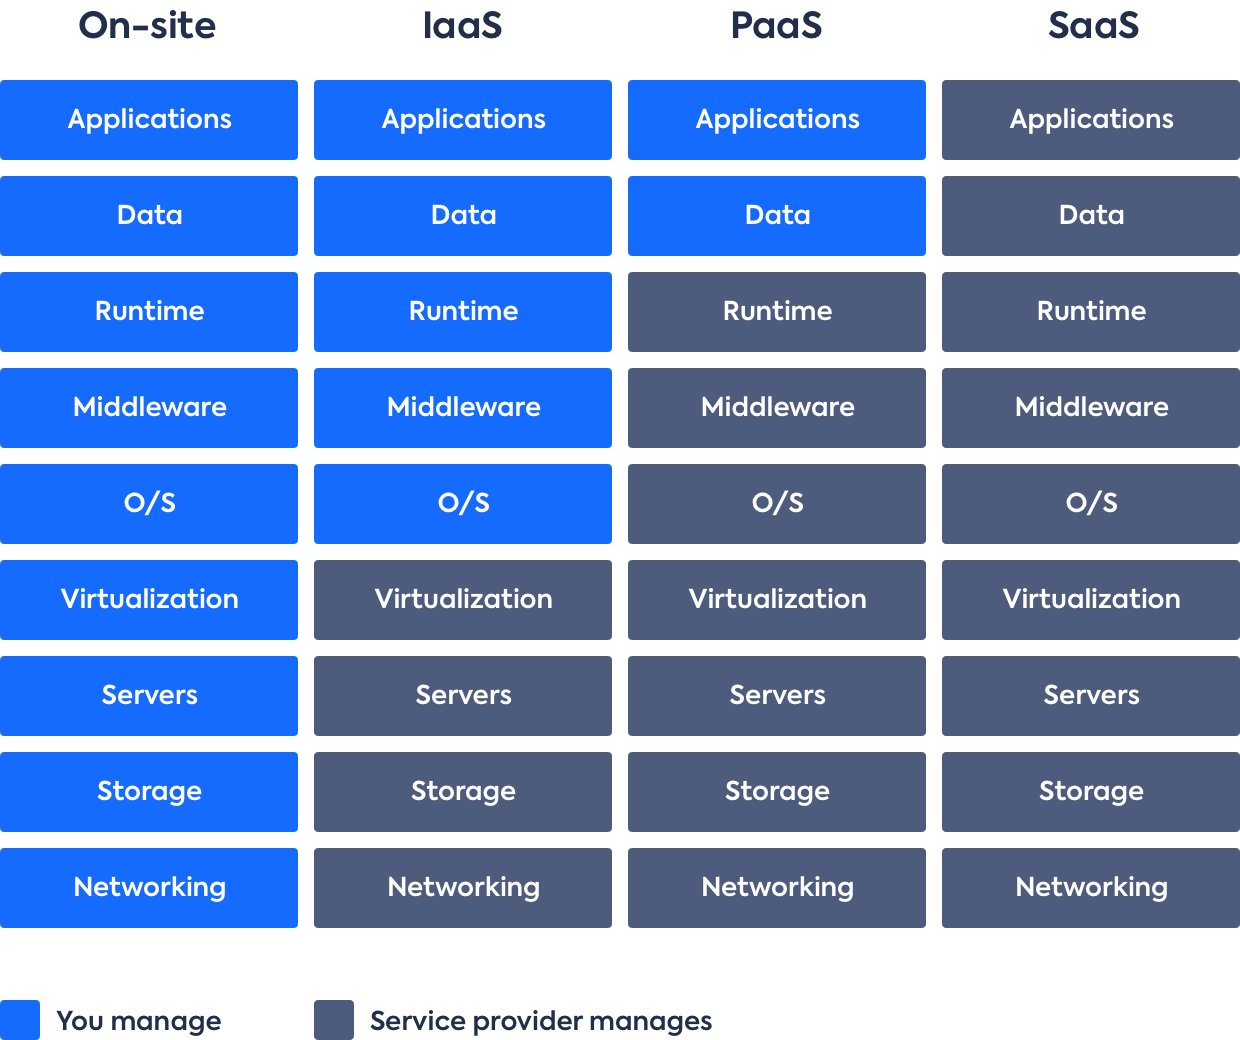 On-site IaaS PaaS SaaS
Applications Applications Applications Applications
Data Data Data Data
Runtime Runtime Runtime Runtime
Middleware Middleware Middleware Middleware
O/S O/S O/S O/S
Virtualization Virtualization Virtualization Virtualization
Servers Servers Servers Servers
Storage Storage Storage Storage
Networking Networking Networking Networking
You manage Service provider manages